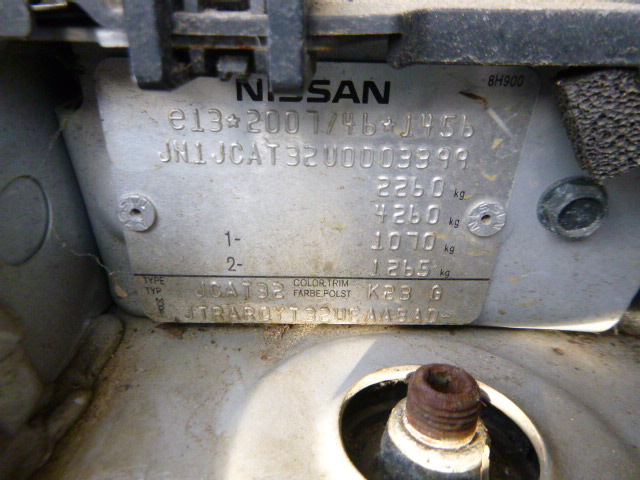 NISSAN 8H900
e13*2007/46*1456
JN1JCAT32U0003399
2260 kg
4260 kg
1- 1070 kg
2- 1265 kg
TYPE TYP JCAT32 COLOR,TRIM FARBE,POLST K23 G